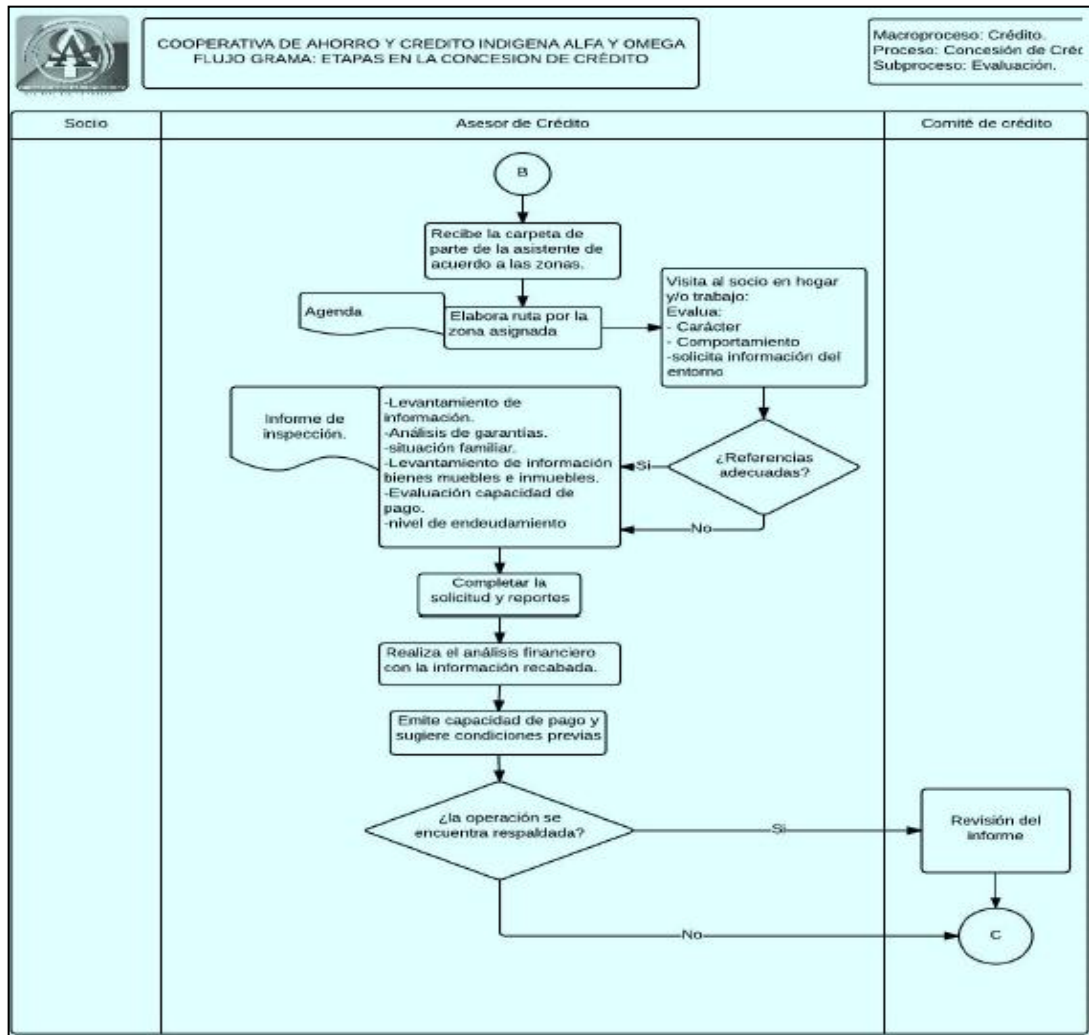 COOPERATIVA DE AHORRO Y CREDITO INDIGENA ALFA Y OMEGA
FLUJO GRAMA: ETAPAS EN LA CONCESION DE CRÉDITO
Macroproceso: Crédito.
Proceso: Concesión de Créd
Subproceso: Evaluación.
Socio
Asesor de Crédito
Comité de crédito
B
Recibe la carpeta de
parte de la asistente de
acuerdo a las zonas.
Agenda
Elabora ruta por la
zona asignada
Visita al socio en hogar
y/o trabajo:
Evalua:
- Carácter
- Comportamiento
-solicita información del
entorno
¿Referencias
adecuadas?
Si
No
Informe de
inspección.
-Levantamiento de
información.
-Análisis de garantías.
-situación familiar.
-Levantamiento de información
bienes muebles e inmuebles.
-Evaluación capacidad de
pago.
-nivel de endeudamiento
Completar la
solicitud y reportes
Realiza el análisis financiero
con la información recabada.
Emite capacidad de pago y
sugiere condiciones previas
¿la operación se
encuentra respaldada?
Si
Revisión del
informe
No
C